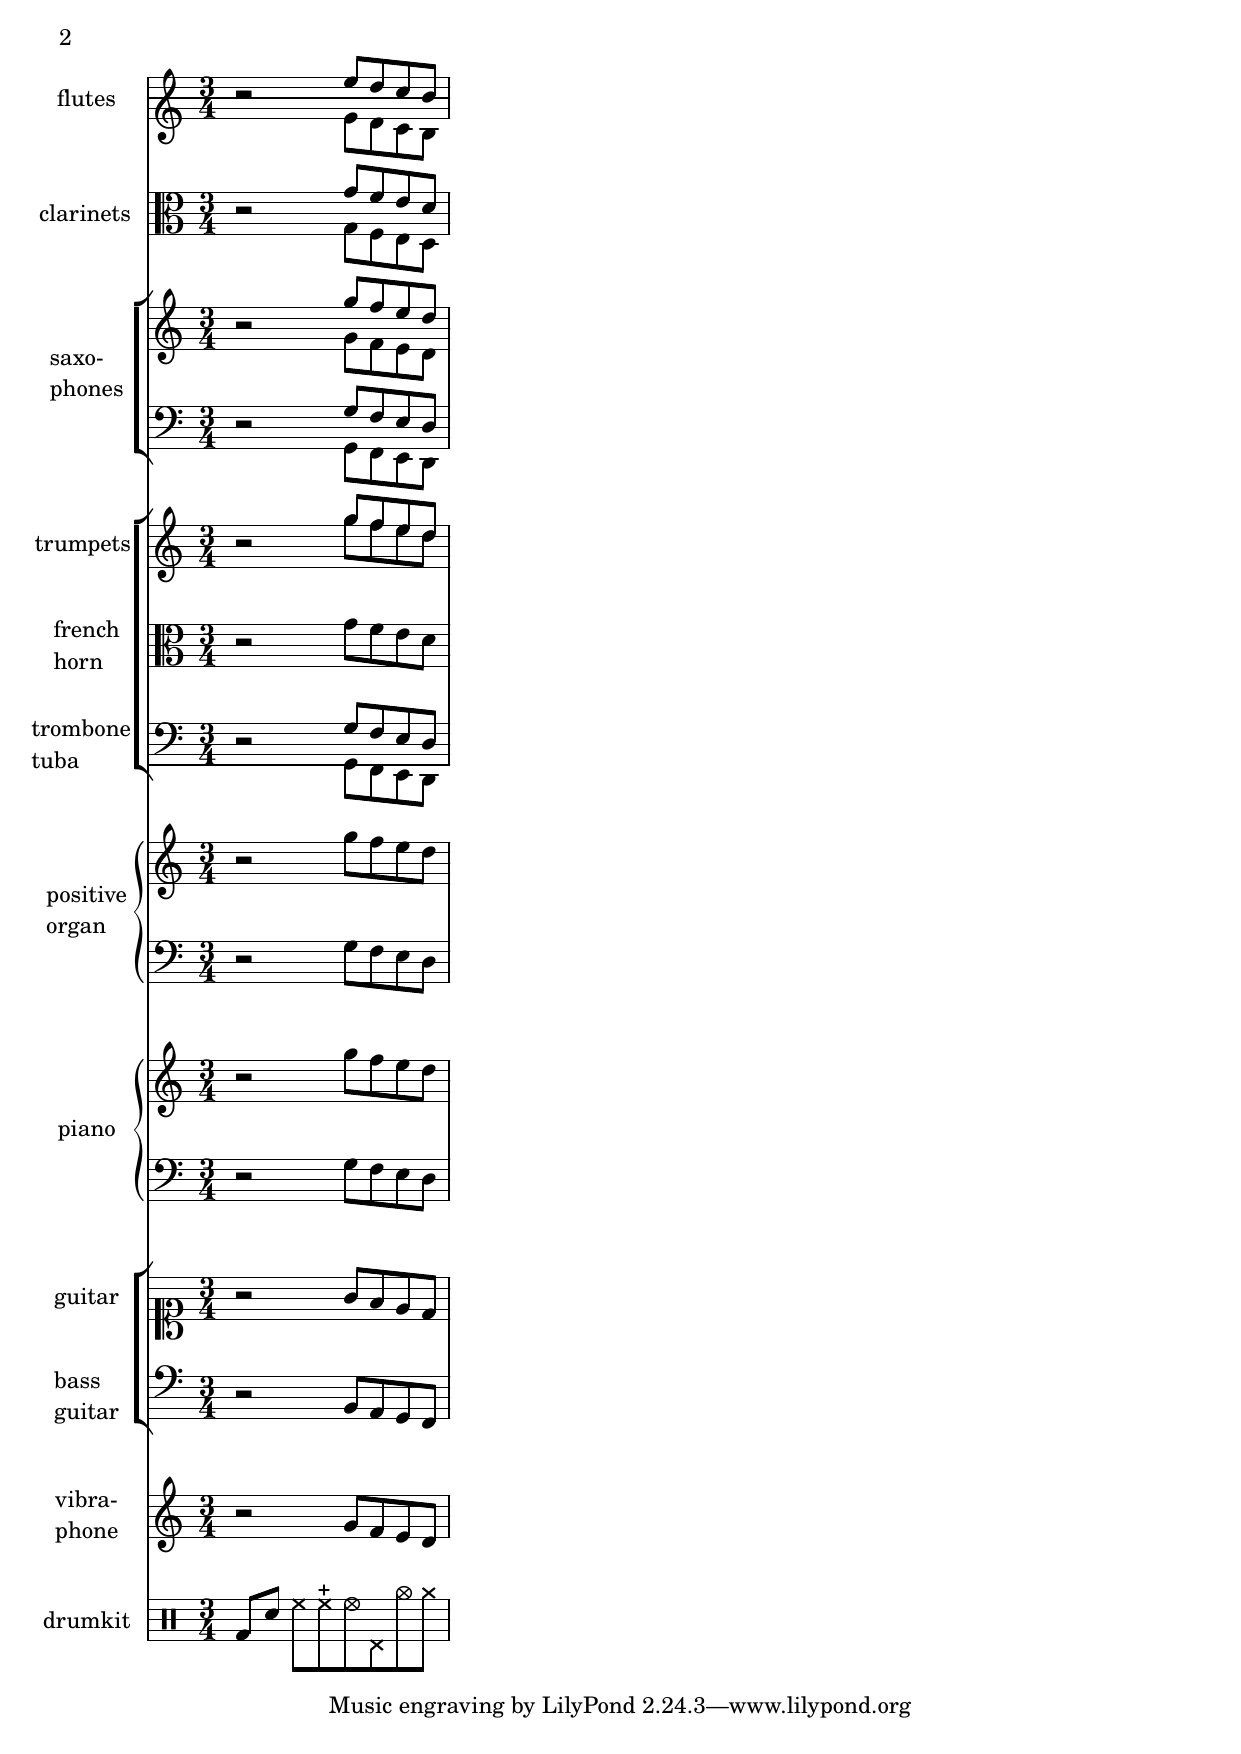 2
flutes
clarinets
saxo-
phones
trumpets
french
horn
trombone
tuba
positive
organ
piano
guitar
bass
guitar
vibra-
phone
drumkit
Music engraving by LilyPond 2.24.3—www.lilypond.org